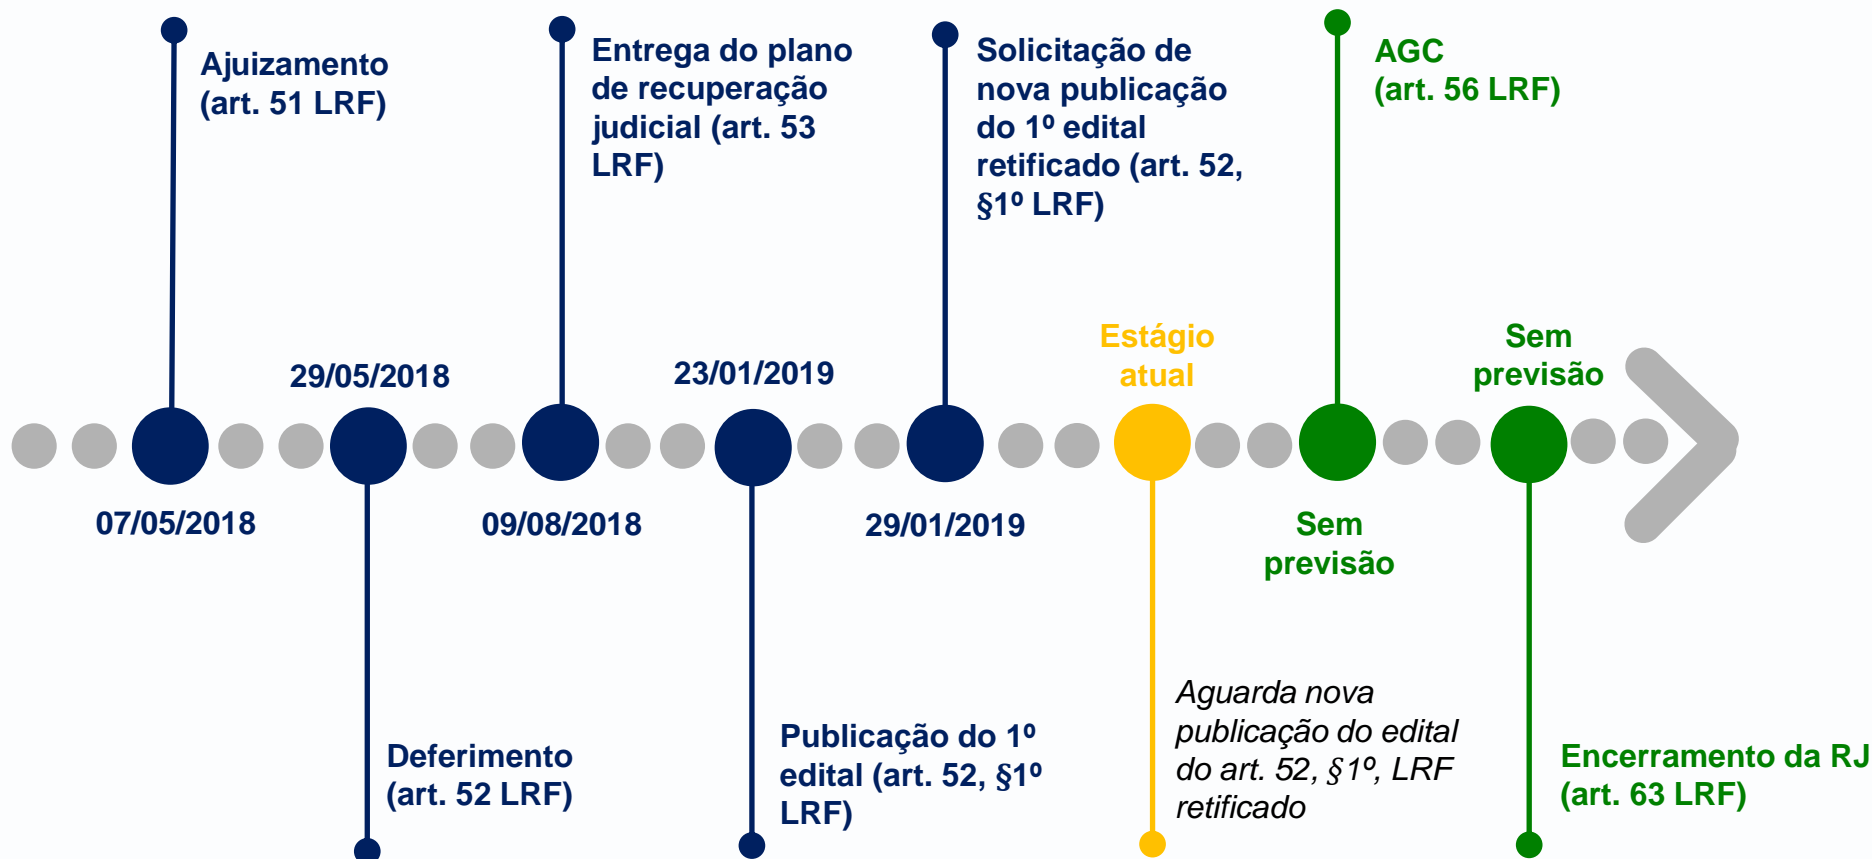 Ajuizamento
(art. 51 LRF)
07/05/2018
29/05/2018
Deferimento
(art. 52 LRF)
Entrega do plano
de recuperação
judicial (art. 53
LRF)
09/08/2018
23/01/2019
Publicação do 1º
edital (art. 52, §1º
LRF)
Solicitação de
nova publicação
do 1º edital
retificado (art. 52,
§1º LRF)
29/01/2019
Estágio
atual
Aguarda nova
publicação do edital
do art. 52, §1º, LRF
retificado
AGC
(art. 56 LRF)
Sem
previsão
Sem
previsão
Encerramento da RJ
(art. 63 LRF)